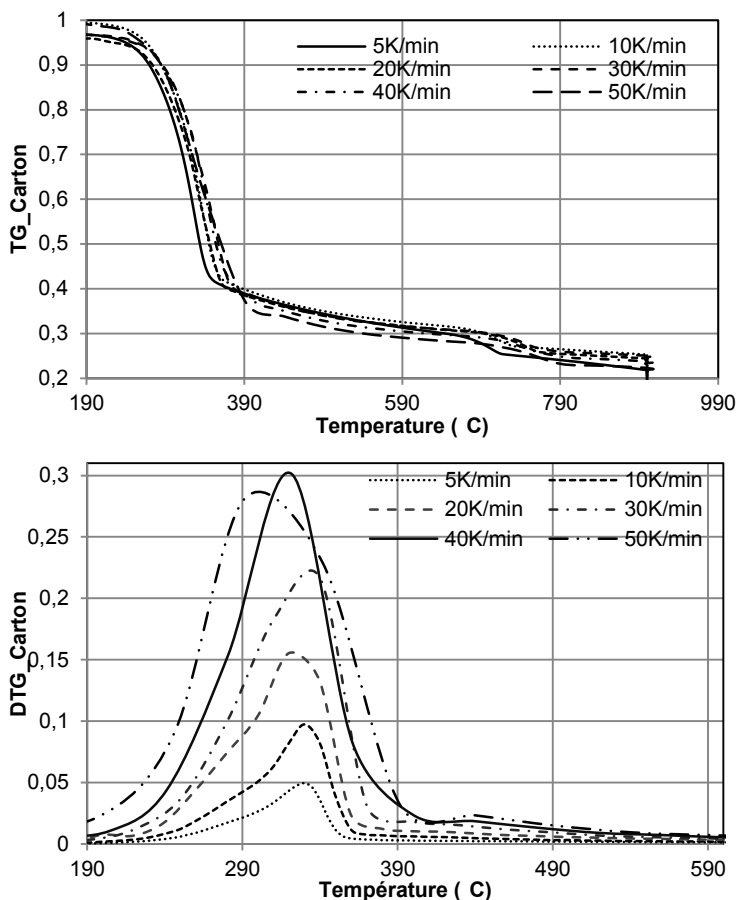 1
5K/min 10K/min
0,9
20K/min 30K/min
40K/min 50K/min
0,8
0,7
0,6
0,5
0,4
0,3
0,2
TG_Carton
190 390 590 790 990
Temperature ( C)
0,3
5K/min 10K/min
20K/min 30K/min
0,25
40K/min 50K/min
0,2
0,15
0,1
0,05
0
DTG_Carton
190 290 390 490 590
Température ( C)